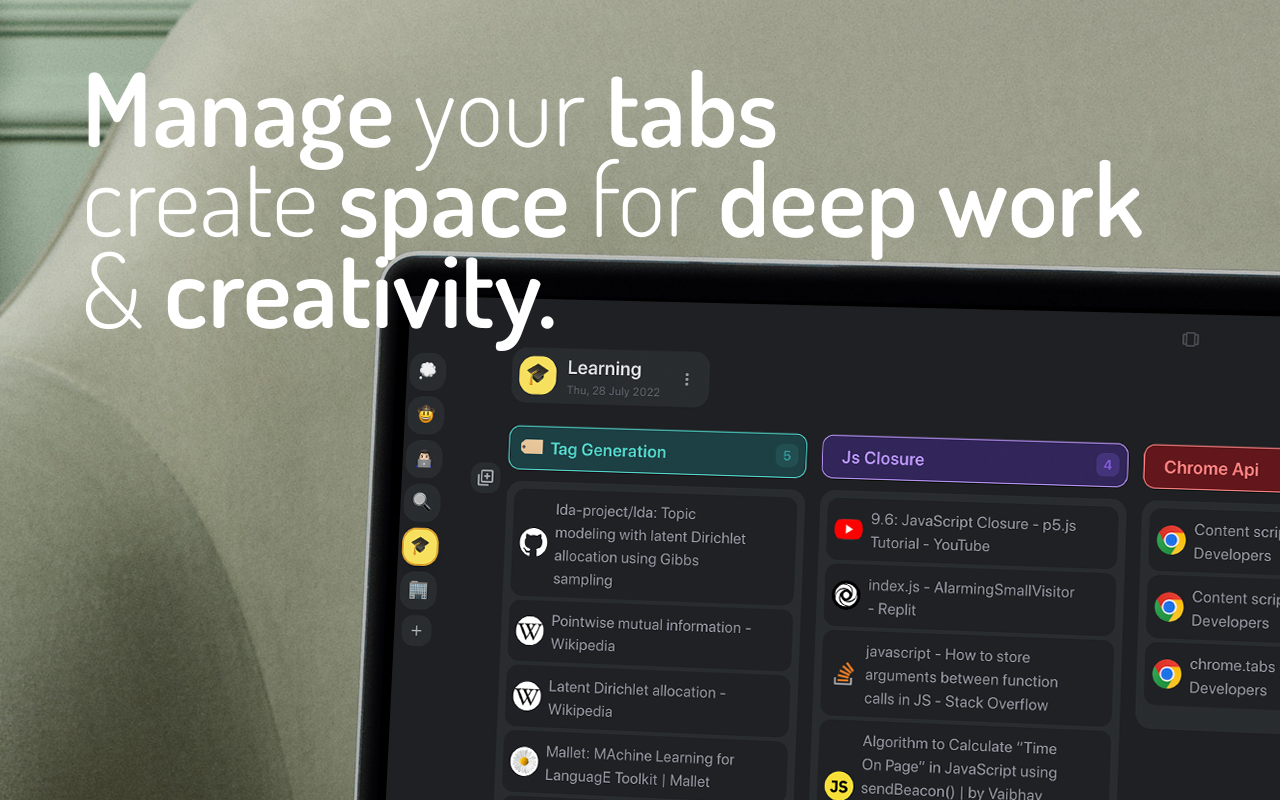 Manage your tabs
create space for deep work
& creativity.
Learning
Thu, 28 July 2022
Tag Generation
5
lda-project/lda: Topic
modeling with latent Dirichlet
allocation using Gibbs
sampling
W
Pointwise mutual information -
Wikipedia
W
Latent Dirichlet allocation -
Wikipedia
Mallet: MAchine Learning for
LanguagE Toolkit | Mallet
Js Closure
4
9.6: JavaScript Closure - p5.js
Tutorial - YouTube
index.js - AlarmingSmallVisitor
- Replit
javascript - How to store
arguments between function
calls in JS - Stack Overflow
JS
Algorithm to Calculate “Time
On Page” in JavaScript using
sendBeacon() | by Vaibhav
Chrome Api
Content scrip
Developers
Content scrip
Developers
chrome.tabs
Developers